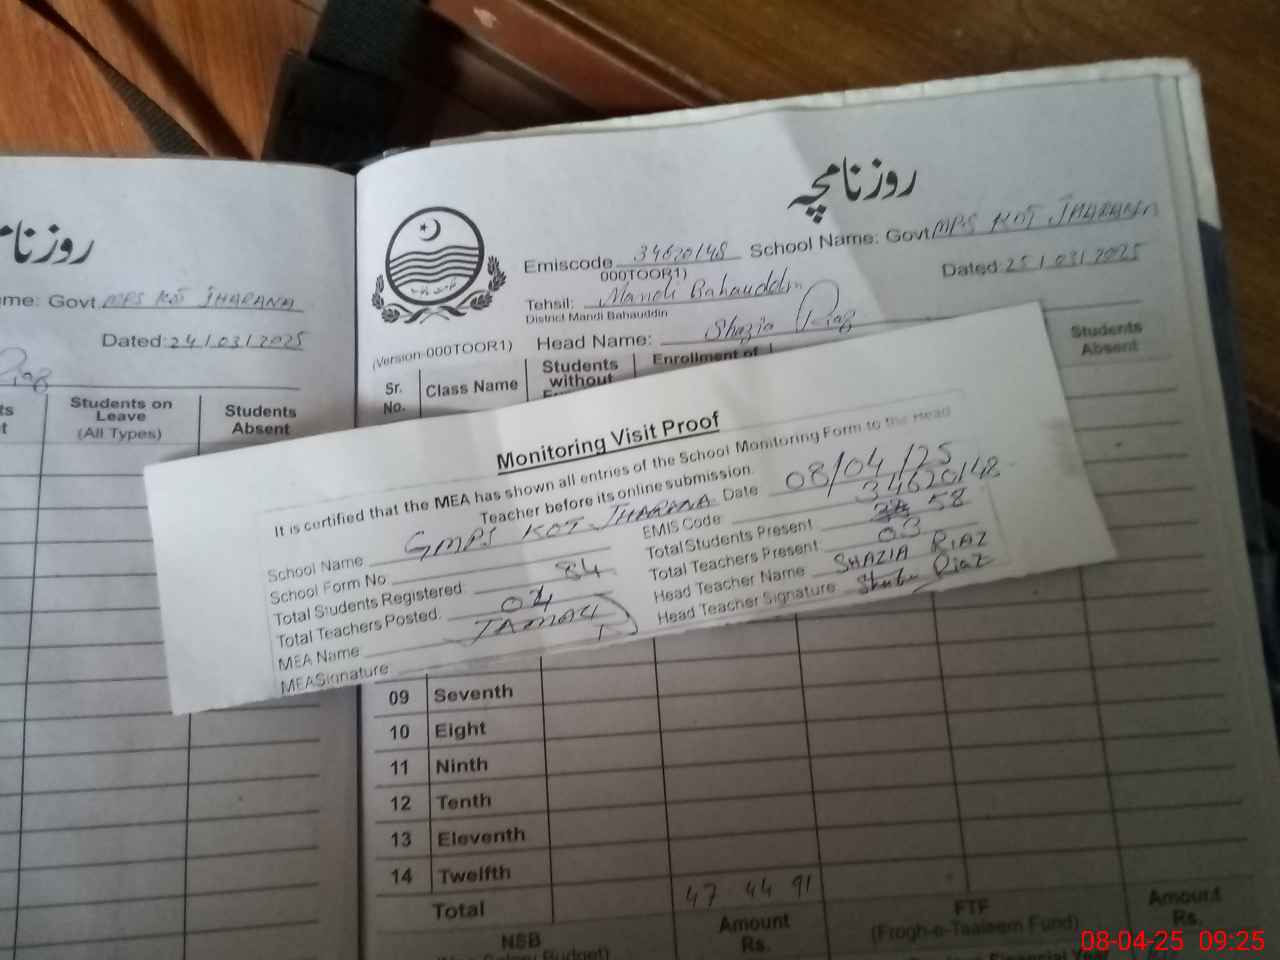 روزنامچہ
ame: Govt. MPS KOT JHARANA
Dated: 24/03/2025
Riaz
Students on Leave (All Types)
Students Absent
روزنامچہ
Emiscode 34620148 School Name: Govt MPS KOT JHARANA
000TOOR1)
Dated: 25/03/2025
Tehsil: Mandi Bahauddin
District Mandi Bahauddin
(Version-000TOOR1) Head Name: Shazia Riaz
Sr. No.
Class Name
Students without
Enrollment of
Students Absent
Monitoring Visit Proof
It is certified that the MEA has shown all entries of the School Monitoring Form to the Head
Teacher before its online submission.
School Name GMPS KOT JHARANA Date 08/04/25
School Form No EMIS Code 34620148
Total Students Registered 84 Total Students Present 58
Total Teachers Posted. 04 Total Teachers Present: 03
MEA Name Head Teacher Name SHAZIA RIAZ
MEA Signature Head Teacher Signature Riaz
09 Seventh
10 Eight
11 Ninth
12 Tenth
13 Eleventh
14 Twelfth
Total 47 44 91
NSB
Amount Rs.
FTF
(Frogh-e-Taaleem Fund)
Amount Rs.
08-04-25 09:25